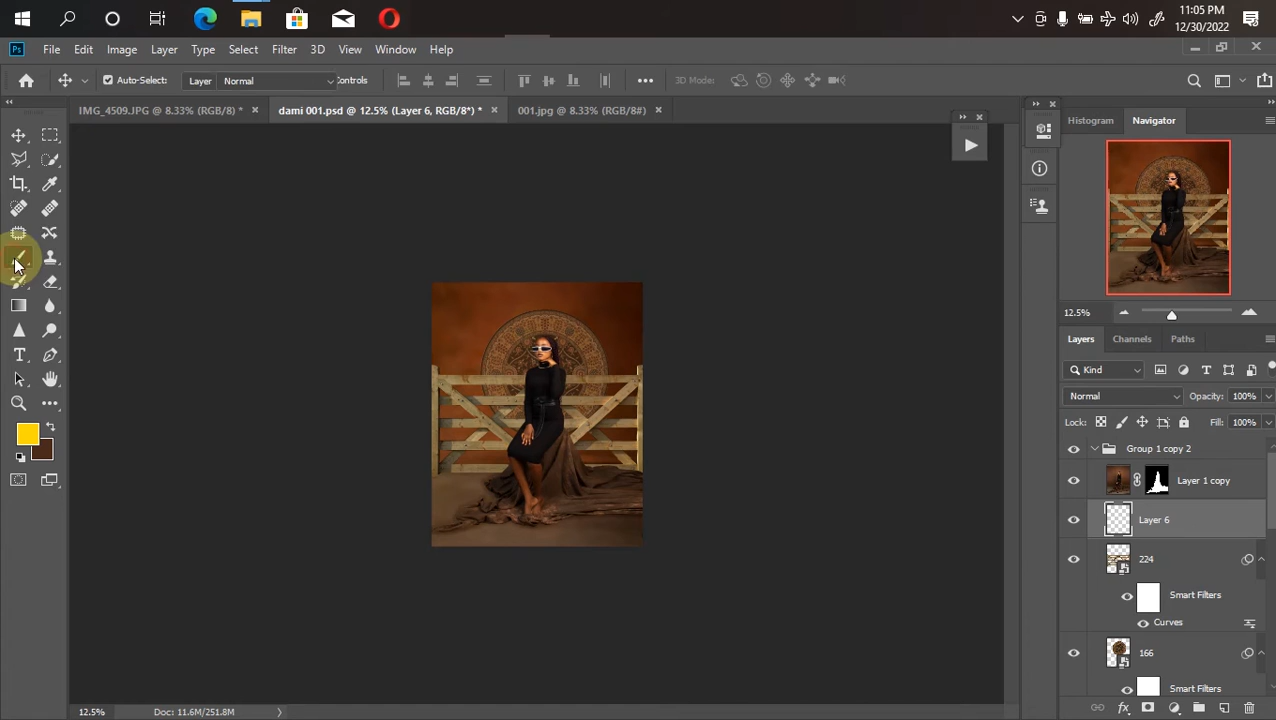 11:05 PM
12/30/2022
Ps File Edit Image Layer Type Select Filter 3D View Window Help
Auto-Select: Layer Normal Controls 3D Mode:
IMG_4509.JPG @ 8.33% (RGB/8) * dami 001.psd @ 12.5% (Layer 6, RGB/8*) * 001.jpg @ 8.33% (RGB/8#)
Histogram Navigator
12.5%
Layers Channels Paths
Kind
Normal Opacity: 100%
Lock: Fill: 100%
Group 1 copy 2
Layer 1 copy
Layer 6
224
Smart Filters
Curves
166
Smart Filters
12.5% Doc: 11.6M/251.8M